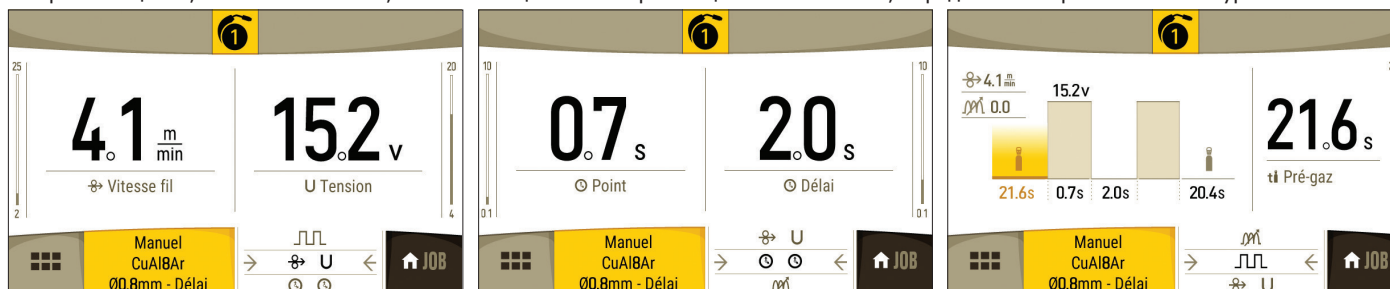 1
25
20
4.1 m/min
15.2 V
Vitesse fil
U Tension
2
4
Manuel
CuAl8Ar
Ø0.8mm - Délai
U
JOB
1
10
10
0.7 s
2.0 s
Point
Délai
0.1
0.1
Manuel
CuAl8Ar
Ø0.8mm - Délai
U
JOB
1
4.1 m/min
0.0
15.2v
21.6 s
21.6s 0.7s 2.0s 20.4s
Pré-gaz
Manuel
CuAl8Ar
Ø0.8mm - Délai
U
JOB